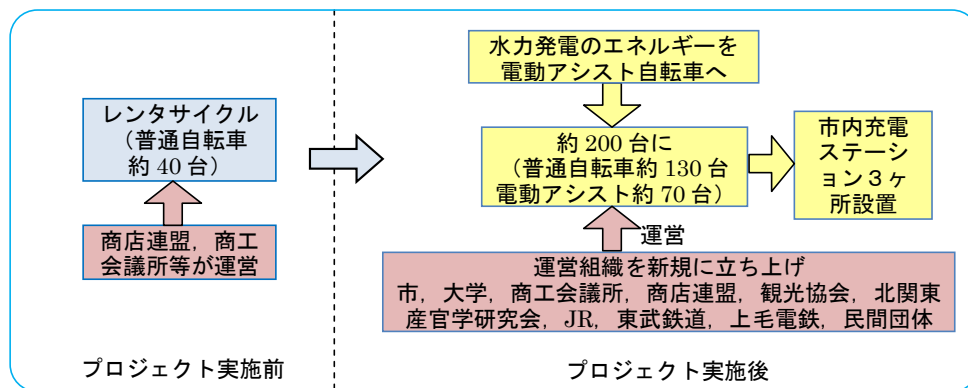 レンタサイクル
（普通自転車
約 40 台）
商店連盟，商工
会議所等が運営
プロジェクト実施前
水力発電のエネルギーを
電動アシスト自転車へ
約 200 台に
（普通自転車約 130 台
電動アシスト約 70 台）
市内充電
ステーシ
ョン３ヶ
所設置
運営
運営組織を新規に立ち上げ
市，大学，商工会議所，商店連盟，観光協会，北関東
産官学研究会，JR，東武鉄道，上毛電鉄，民間団体
プロジェクト実施後